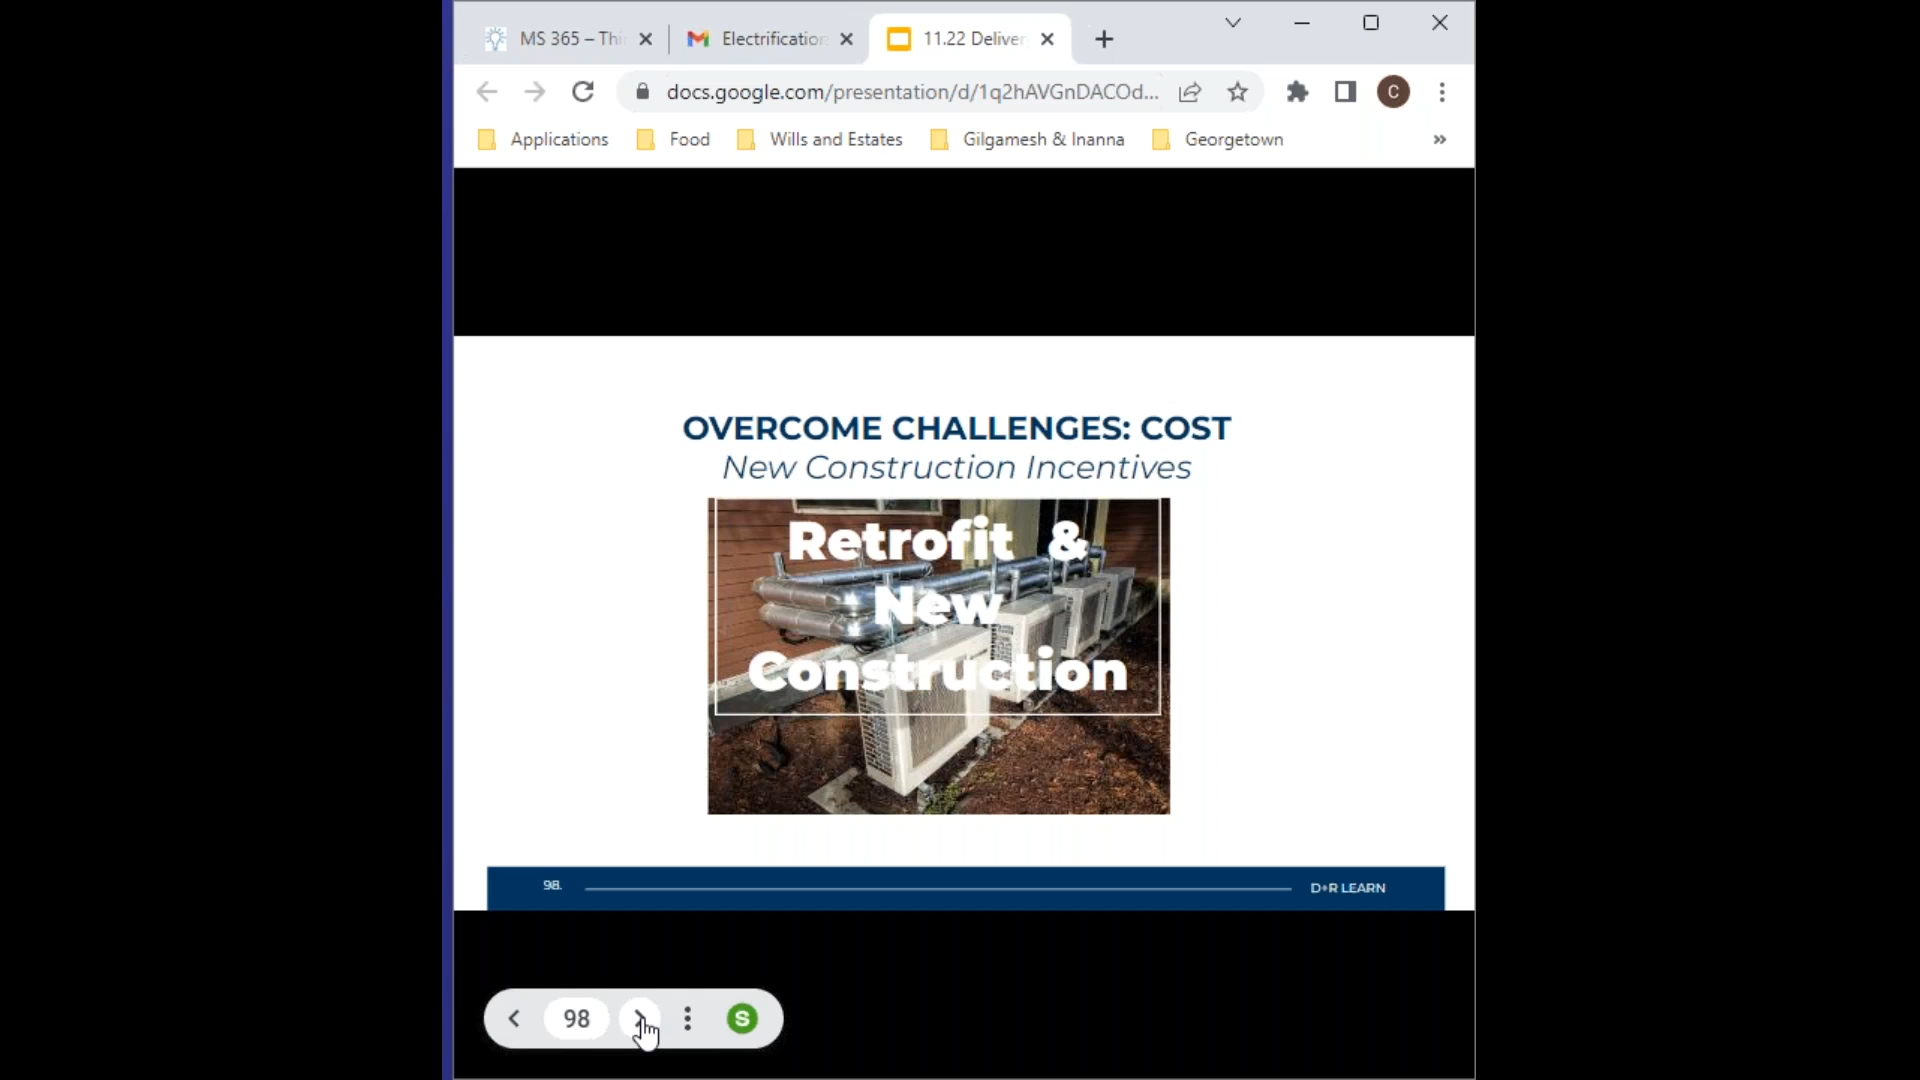 MS 365 – Thi
Electrification
11.22 Deliver
docs.google.com/presentation/d/1q2hAVGnDACOd...
C
Applications
Food
Wills and Estates
Gilgamesh & Inanna
Georgetown
»
OVERCOME CHALLENGES: COST
New Construction Incentives
Retrofit &
New
Construction
98.
D+R LEARN
98
S